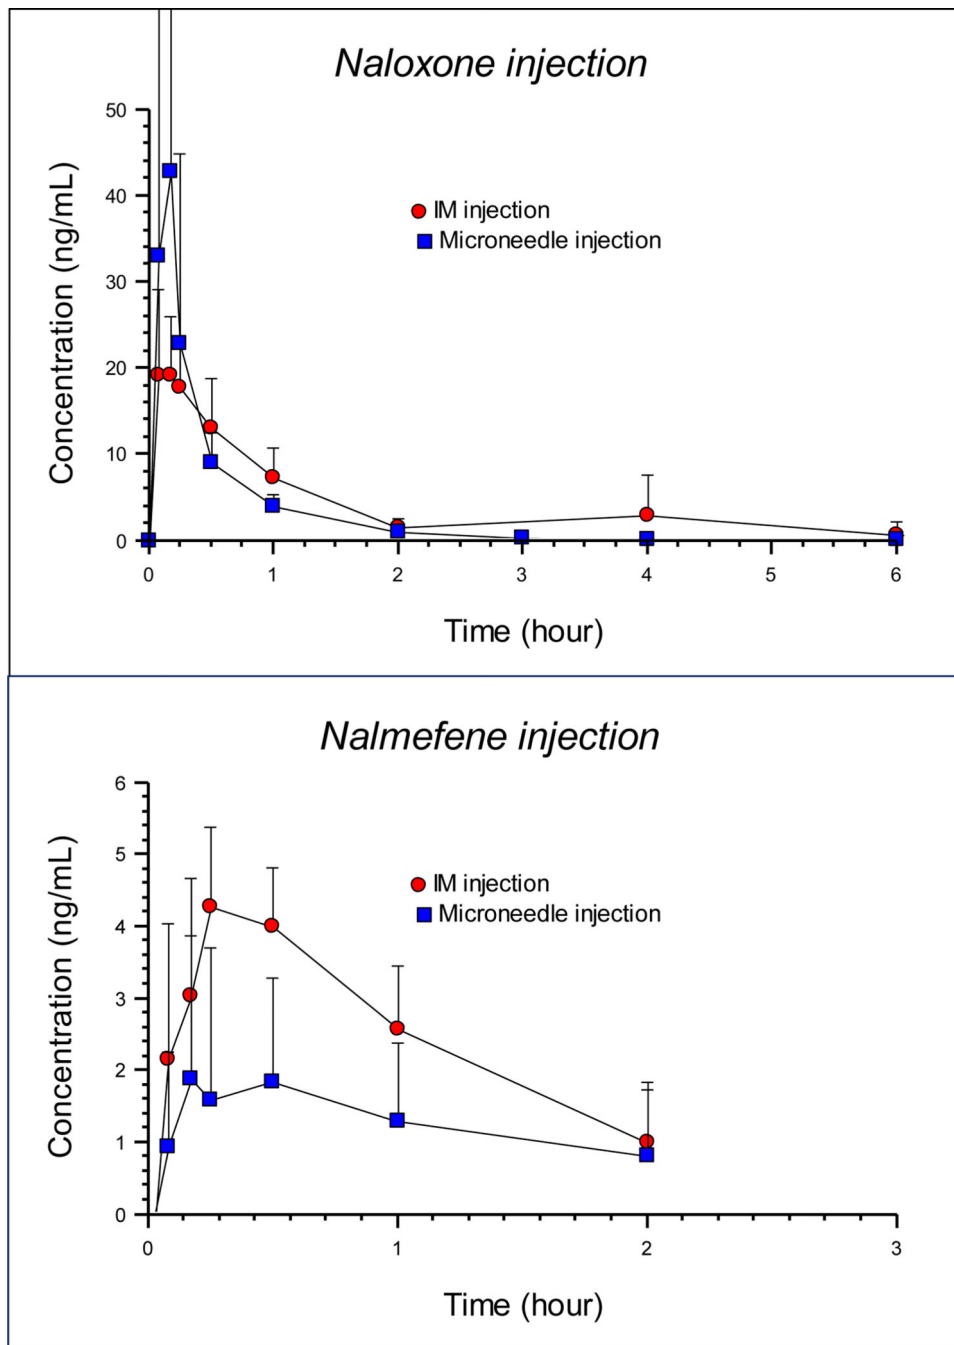 Naloxone injection
50
40
30
20
10
0
Concentration (ng/mL)
IM injection
Microneedle injection
0 1 2 3 4 5 6
Time (hour)
Nalmefene injection
6
5
4
3
2
1
0
Concentration (ng/mL)
IM injection
Microneedle injection
0 1 2 3
Time (hour)